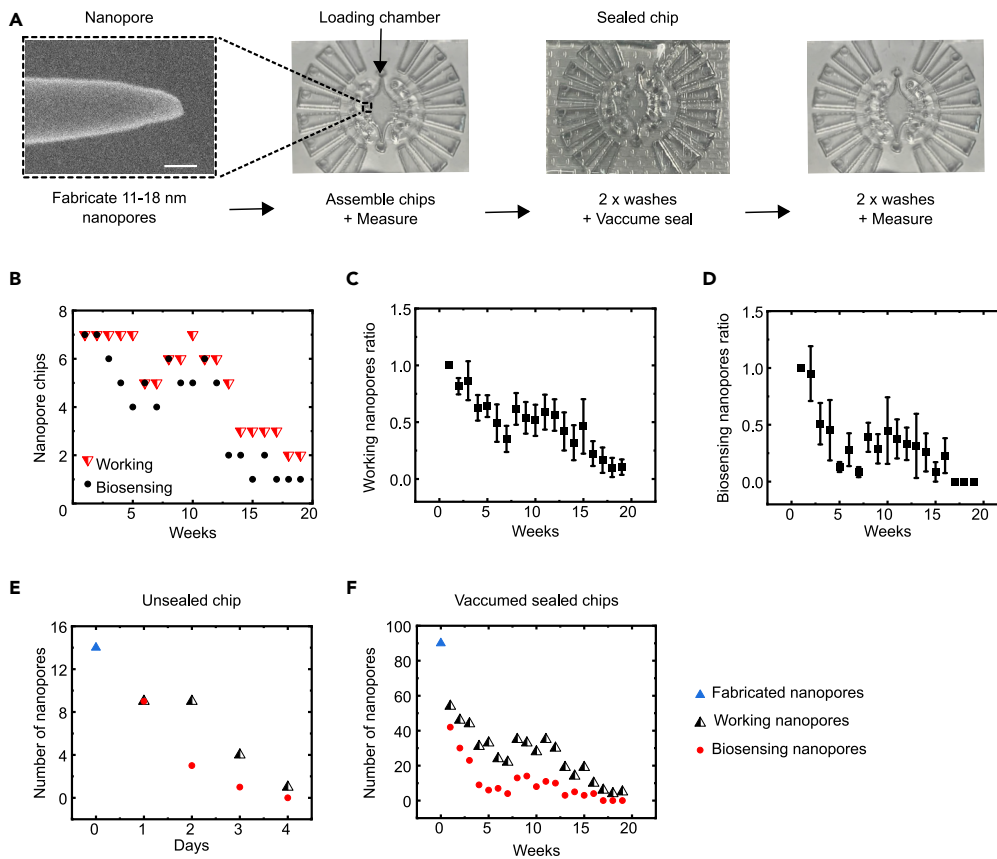 A
Nanopore
Loading chamber
Sealed chip
Fabricate 11-18 nm
nanopores
Assemble chips
+ Measure
2 x washes
+ Vaccume seal
2 x washes
+ Measure
B
Nanopore chips
8
6
4
2
0
Working
Biosensing
5
10
15
20
Weeks
C
Working nanopores ratio
1.5
1.0
0.5
0.0
0
5
10
15
20
Weeks
D
Biosensing nanopores ratio
1.5
1.0
0.5
0.0
0
5
10
15
20
Weeks
E
Unsealed chip
Number of nanopores
16
12
8
4
0
0
1
2
3
4
Days
F
Vaccumed sealed chips
Number of nanopores
100
80
60
40
20
0
0
5
10
15
20
Weeks
Fabricated nanopores
Working nanopores
Biosensing nanopores